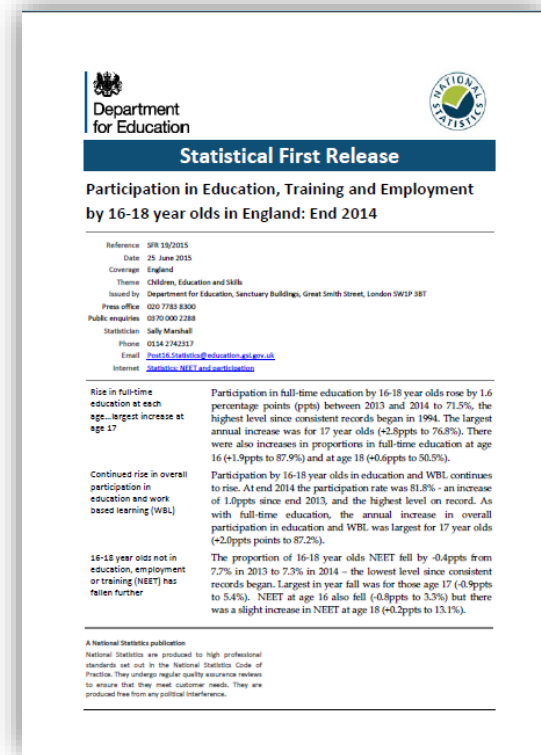 Department
for Education
NATIONAL STATISTICS
Statistical First Release
Participation in Education, Training and Employment
by 16-18 year olds in England: End 2014
Reference SFR 19/2015
Date 25 June 2015
Coverage England
Theme Children, Education and Skills
Issued by Department for Education, Sanctuary Buildings, Great Smith Street, London SW1P 3BT
Press office 020 7783 8300
Public enquiries 0370 000 2288
Statistician Sally Marshall
Phone 0114 2742317
Email Post16.Statistics@education.gsi.gov.uk
Internet Statistics: NEET and participation
Rise in full-time
education at each
age...largest increase at
age 17
Participation in full-time education by 16-18 year olds rose by 1.6
percentage points (ppts) between 2013 and 2014 to 71.5%, the
highest level since consistent records began in 1994. The largest
annual increase was for 17 year olds (+2.8ppts to 76.8%). There
were also increases in proportions in full-time education at age
16 (+1.9ppts to 87.9%) and at age 18 (+0.6ppts to 50.5%).
Continued rise in overall
participation in
education and work
based learning (WBL)
Participation by 16-18 year olds in education and WBL continues
to rise. At end 2014 the participation rate was 81.8% - an increase
of 1.0ppts since end 2013, and the highest level on record. As
with full-time education, the annual increase in overall
participation in education and WBL was largest for 17 year olds
(+2.0ppts points to 87.2%).
16-18 year olds not in
education, employment
or training (NEET) has
fallen further
The proportion of 16-18 year olds NEET fell by -0.4ppts from
7.7% in 2013 to 7.3% in 2014 – the lowest level since consistent
records began. Largest in year fall was for those age 17 (-0.9ppts
to 5.4%). NEET at age 16 also fell (-0.8ppts to 3.3%) but there
was a slight increase in NEET at age 18 (+0.2ppts to 13.1%).
A National Statistics publication
National Statistics are produced to high professional
standards set out in the National Statistics Code of
Practice. They undergo regular quality assurance reviews
to ensure that they meet customer needs. They are
produced free from any political interference.